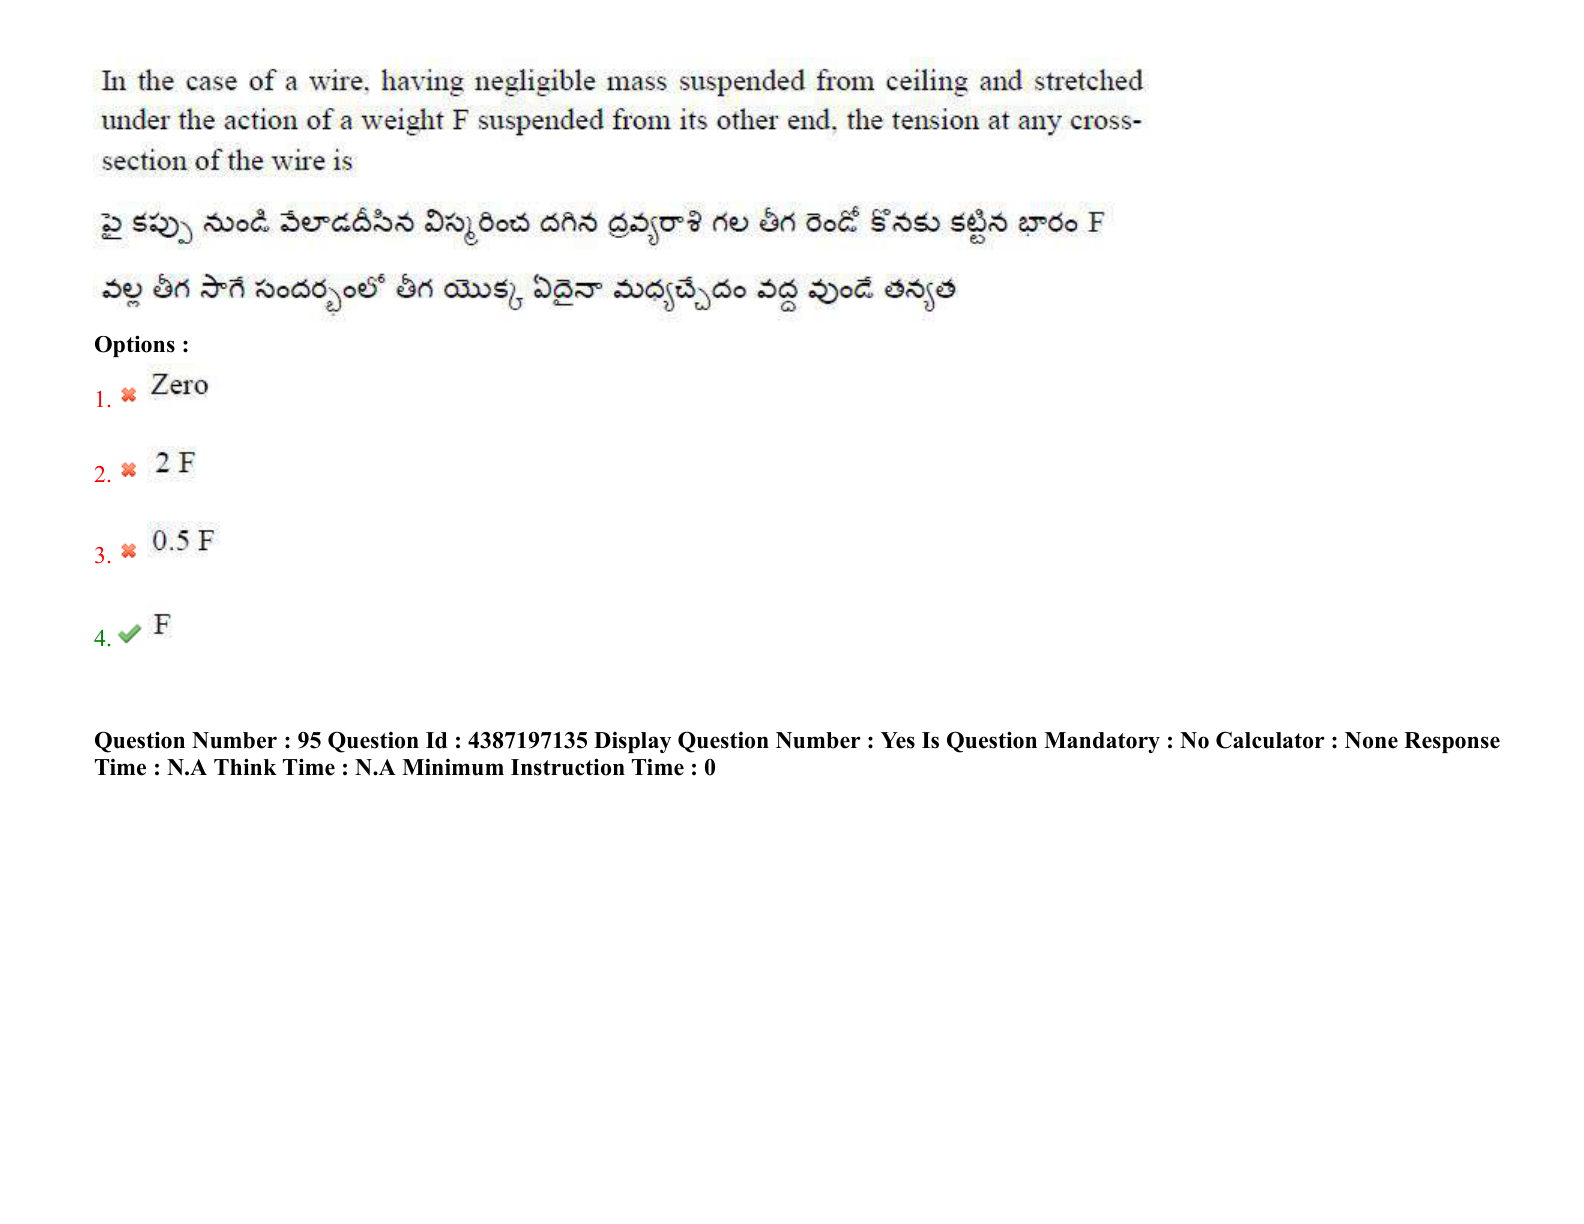 In the case of a wire, having negligible mass suspended from ceiling and stretched
under the action of a weight F suspended from its other end, the tension at any cross-
section of the wire is
పై కప్పు నుండి వేలాడదీసిన విస్మరించ దగిన ద్రవ్యరాశి గల తీగ రెండో కొనకు కట్టిన భారం F
వల్ల తీగ సాగే సందర్భంలో తీగ యొక్క ఏదైనా మధ్యచ్చేదం వద్ద వుండే తన్యత
Options :
1. Zero
2. 2 F
3. 0.5 F
4. F
Question Number : 95 Question Id : 4387197135 Display Question Number : Yes Is Question Mandatory : No Calculator : None Response
Time : N.A Think Time : N.A Minimum Instruction Time : 0